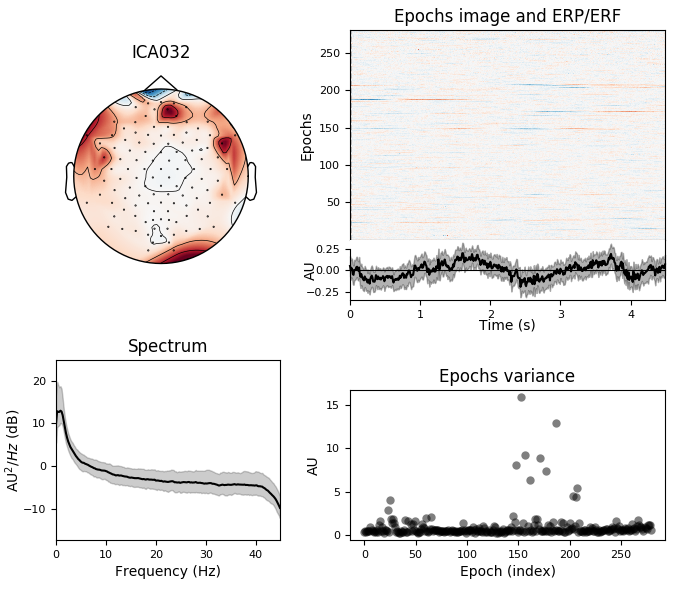 ICA032
Epochs image and ERP/ERF
Epochs
250
200
150
100
50
AU
0.25
0.00
−0.25
0 1 2 3 4
Time (s)
Spectrum
AU²/Hz (dB)
20
10
0
−10
0 10 20 30 40
Frequency (Hz)
Epochs variance
AU
15
10
5
0
0 50 100 150 200 250
Epoch (index)